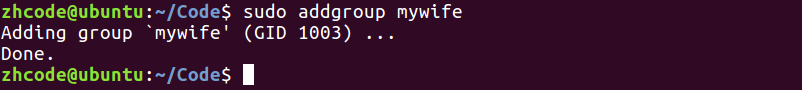 zhcode@ubuntu:~/Code$ sudo addgroup mywife
Adding group `mywife' (GID 1003) ...
Done.
zhcode@ubuntu:~/Code$